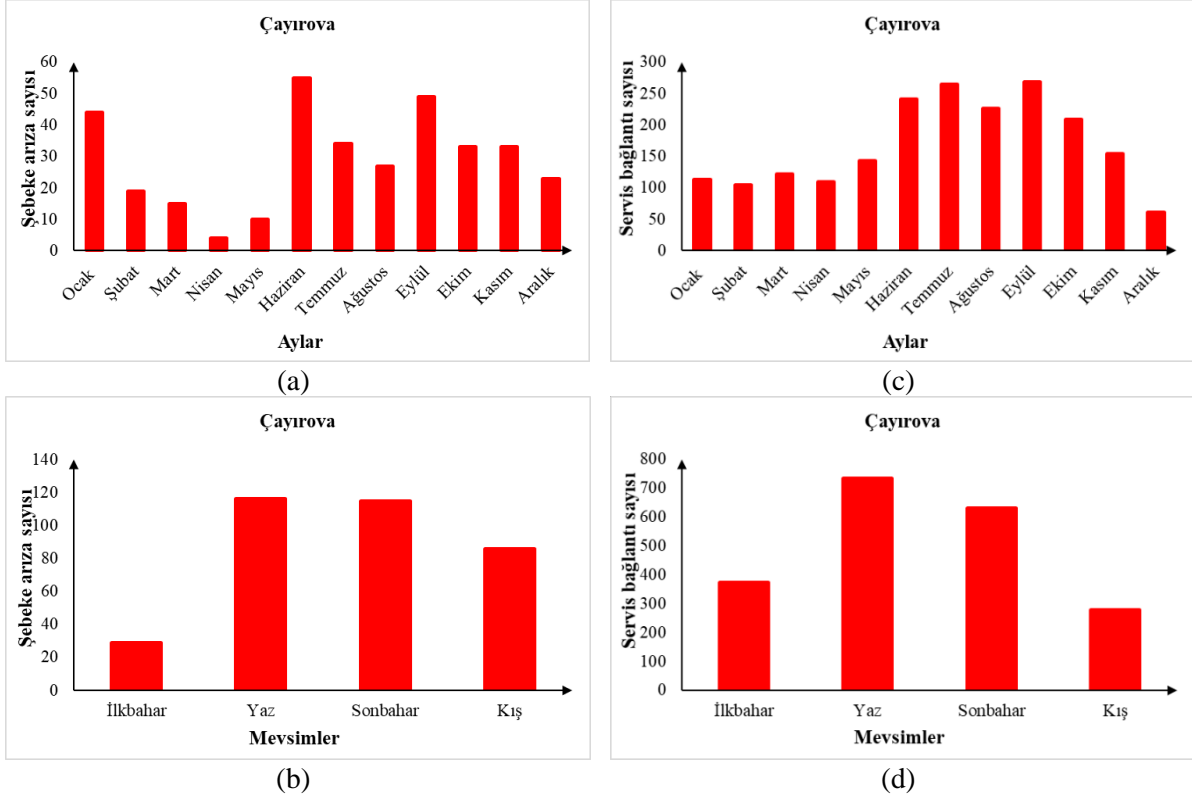 Çayırova
Şebeke arıza sayısı
60
50
40
30
20
10
0
Ocak
Şubat
Mart
Nisan
Mayıs
Haziran
Temmuz
Ağustos
Eylül
Ekim
Kasım
Aralık
Aylar
(a)
Çayırova
Servis bağlantı sayısı
300
250
200
150
100
50
0
Ocak
Şubat
Mart
Nisan
Mayıs
Haziran
Temmuz
Ağustos
Eylül
Ekim
Kasım
Aralık
Aylar
(c)
Çayırova
Şebeke arıza sayısı
140
120
100
80
60
40
20
0
İlkbahar
Yaz
Sonbahar
Kış
Mevsimler
(b)
Çayırova
Servis bağlantı sayısı
800
700
600
500
400
300
200
100
0
İlkbahar
Yaz
Sonbahar
Kış
Mevsimler
(d)